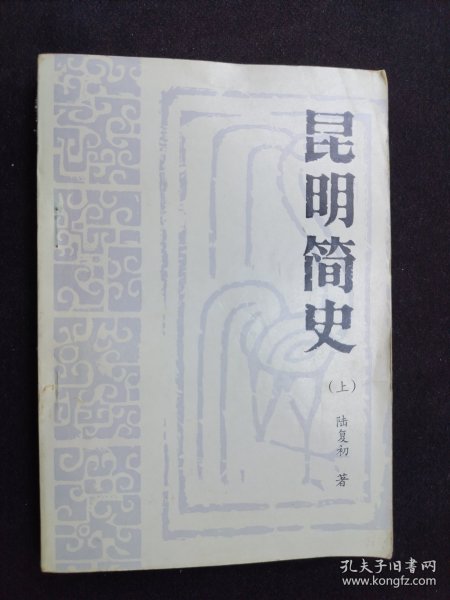 昆明简史
(上)
陆复初 著
孔夫子旧书网
www.kongfz.com